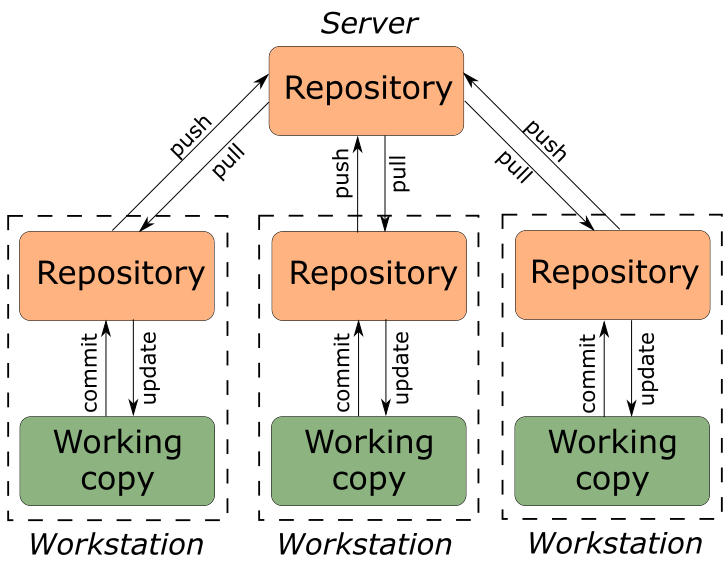 Server
Repository
push
pull
push
pull
push
pull
Repository
Repository
Repository
commit
update
commit
update
commit
update
Working
copy
Working
copy
Working
copy
Workstation
Workstation
Workstation